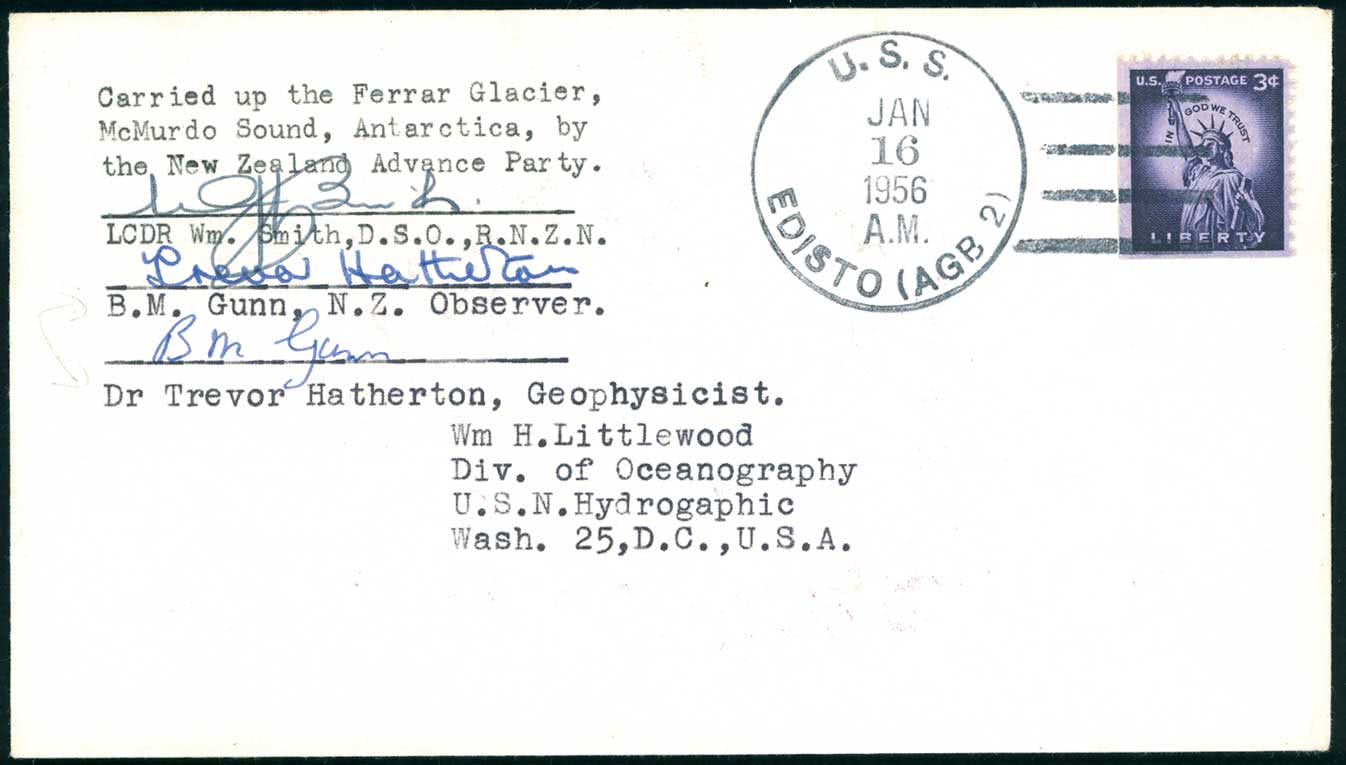 Carried up the Ferrar Glacier,
McMurdo Sound, Antarctica, by
the New Zealand Advance Party.
LCDR Wm. Smith,D.S.O.,R.N.Z.N.
Trevor Hatherton
B.M. Gunn, N.Z. Observer.
B M Gunn
Dr Trevor Hatherton, Geophysicist.
Wm H.Littlewood
Div. of Oceanography
U.S.N.Hydrogaphic
Wash. 25,D.C.,U.S.A.
U.S.S.
JAN
16
1956
A.M.
EDISTO (AGB 2)
U.S. POSTAGE 3¢
IN GOD WE TRUST
LIBERTY